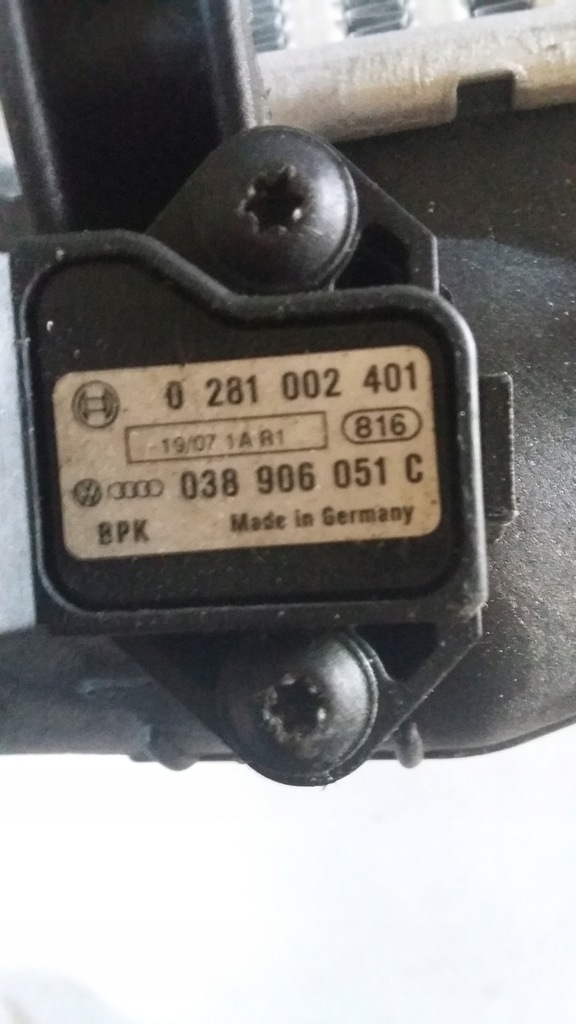 0 281 002 401
19/07 1A R1 816
038 906 051 C
BPK Made in Germany